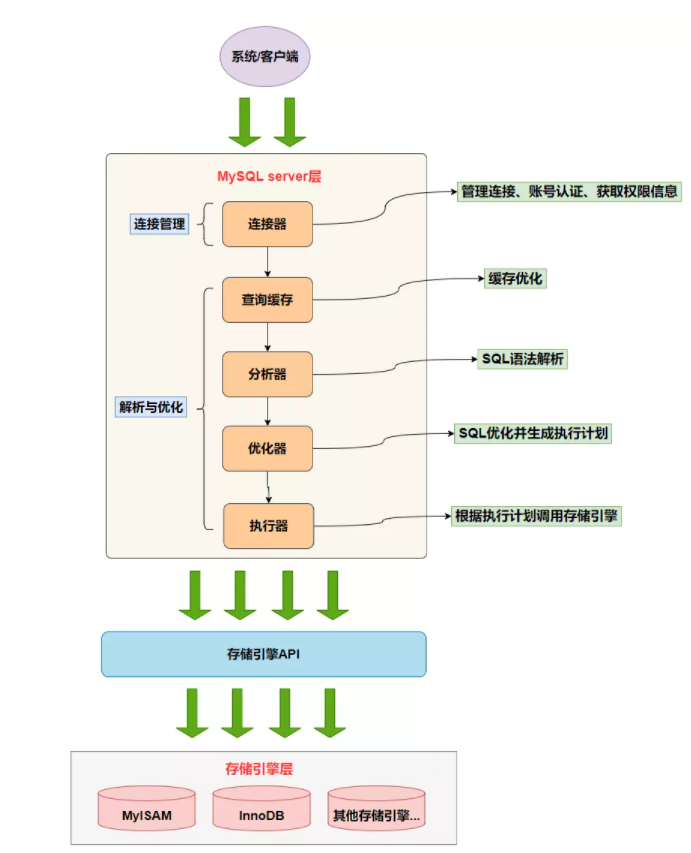 系统/客户端
MySQL server层
管理连接、账号认证、获取权限信息
连接管理
连接器
缓存优化
查询缓存
SQL语法解析
分析器
解析与优化
SQL优化并生成执行计划
优化器
根据执行计划调用存储引擎
执行器
存储引擎API
存储引擎层
MyISAM
InnoDB
其他存储引擎...